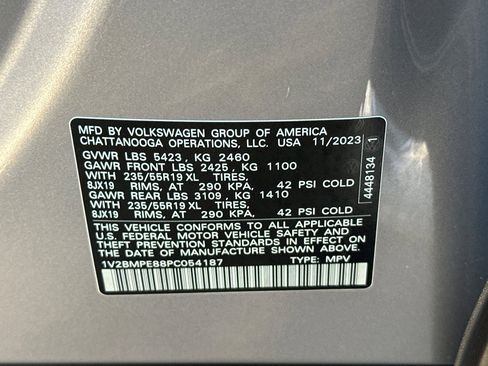 MFD BY VOLKSWAGEN GROUP OF AMERICA
CHATTANOOGA OPERATIONS, LLC. USA 11/2023
GVWR LBS 5423, KG 2460
GAWR FRONT LBS 2425, KG 1100
WITH 235/55R19 XL TIRES,
8JX19 RIMS, AT 290 KPA, 42 PSI COLD
GAWR REAR LBS 3109, KG 1410
WITH 235/55R19 XL TIRES,
8JX19 RIMS, AT 290 KPA, 42 PSI COLD
THIS VEHICLE CONFORMS TO ALL APPLICABLE
U.S. FEDERAL MOTOR VEHICLE SAFETY AND
THEFT PREVENTION STANDARDS IN EFFECT ON
THE DATE OF MANUFACTURE SHOWN ABOVE.
1V2BMPE88PC054187 TYPE: MPV
4448134